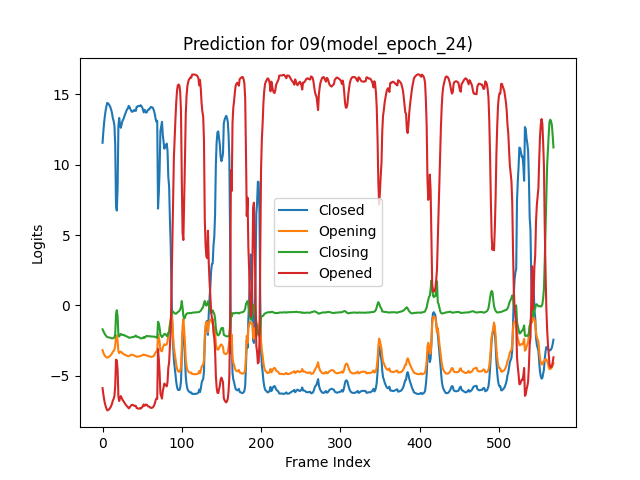 Prediction for 09(model_epoch_24)
15
10
5
0
−5
Logits
Closed
Opening
Closing
Opened
0 100 200 300 400 500
Frame Index